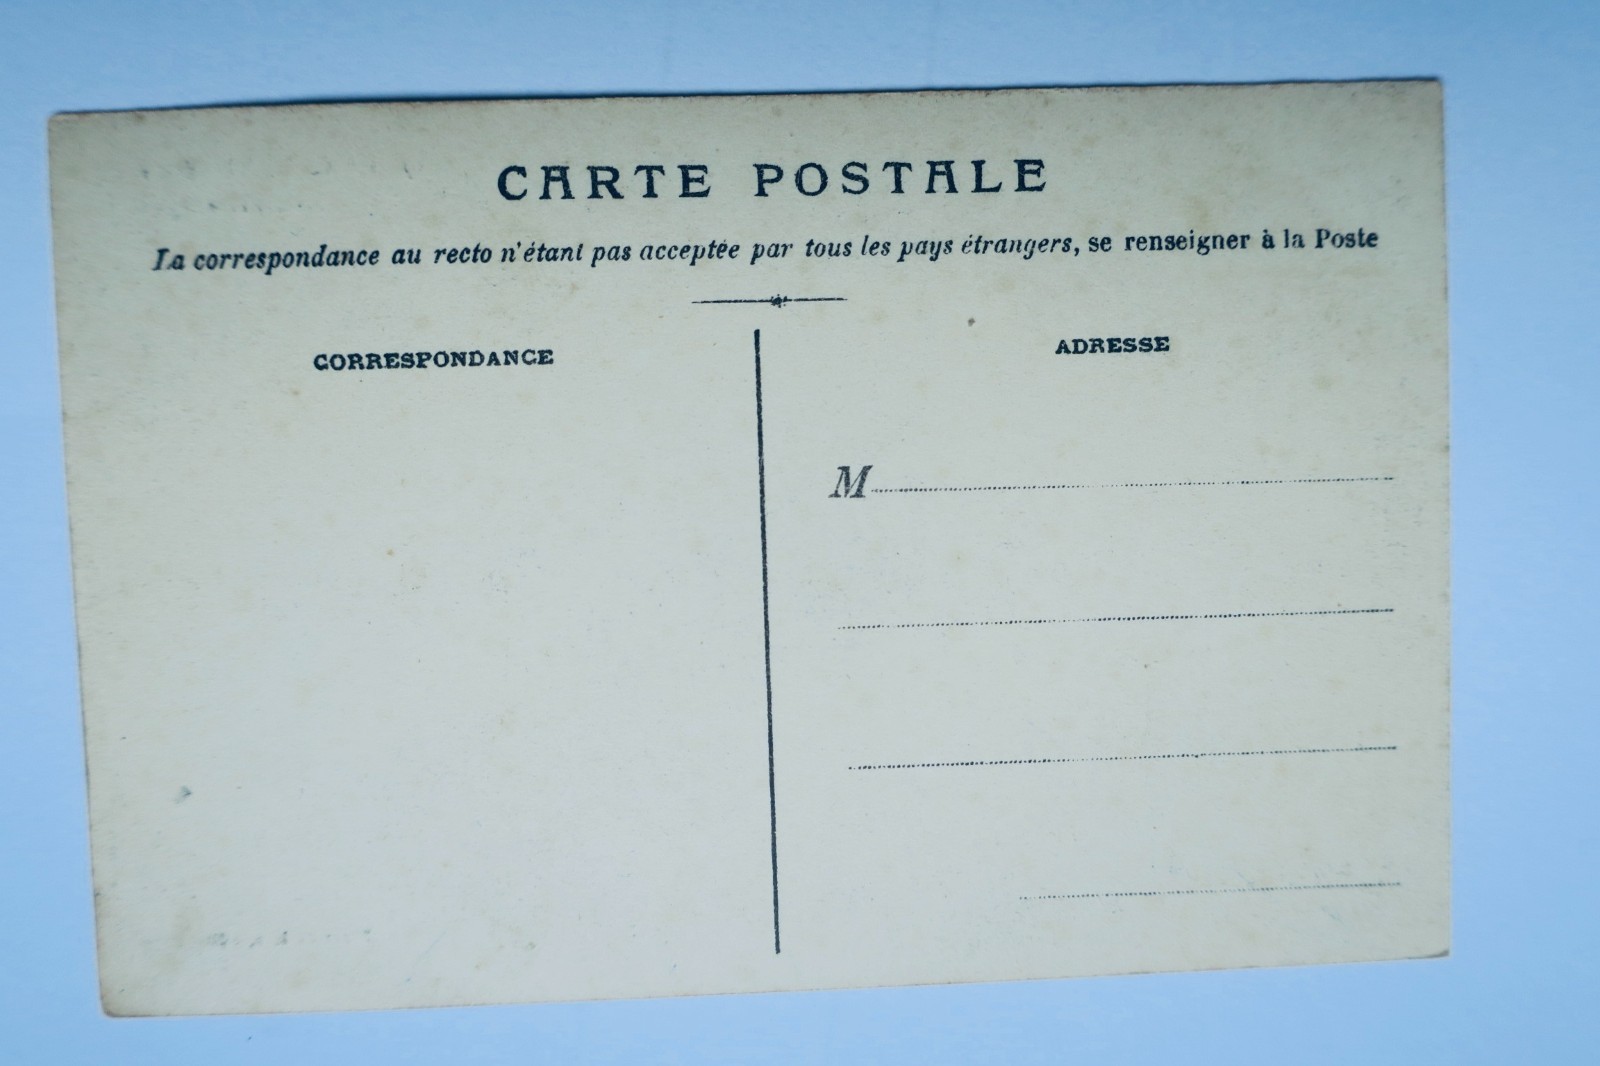 CARTE POSTALE
La correspondance au recto n'étant pas acceptée par tous les pays étrangers, se renseigner à la Poste
CORRESPONDANCE
ADRESSE
M